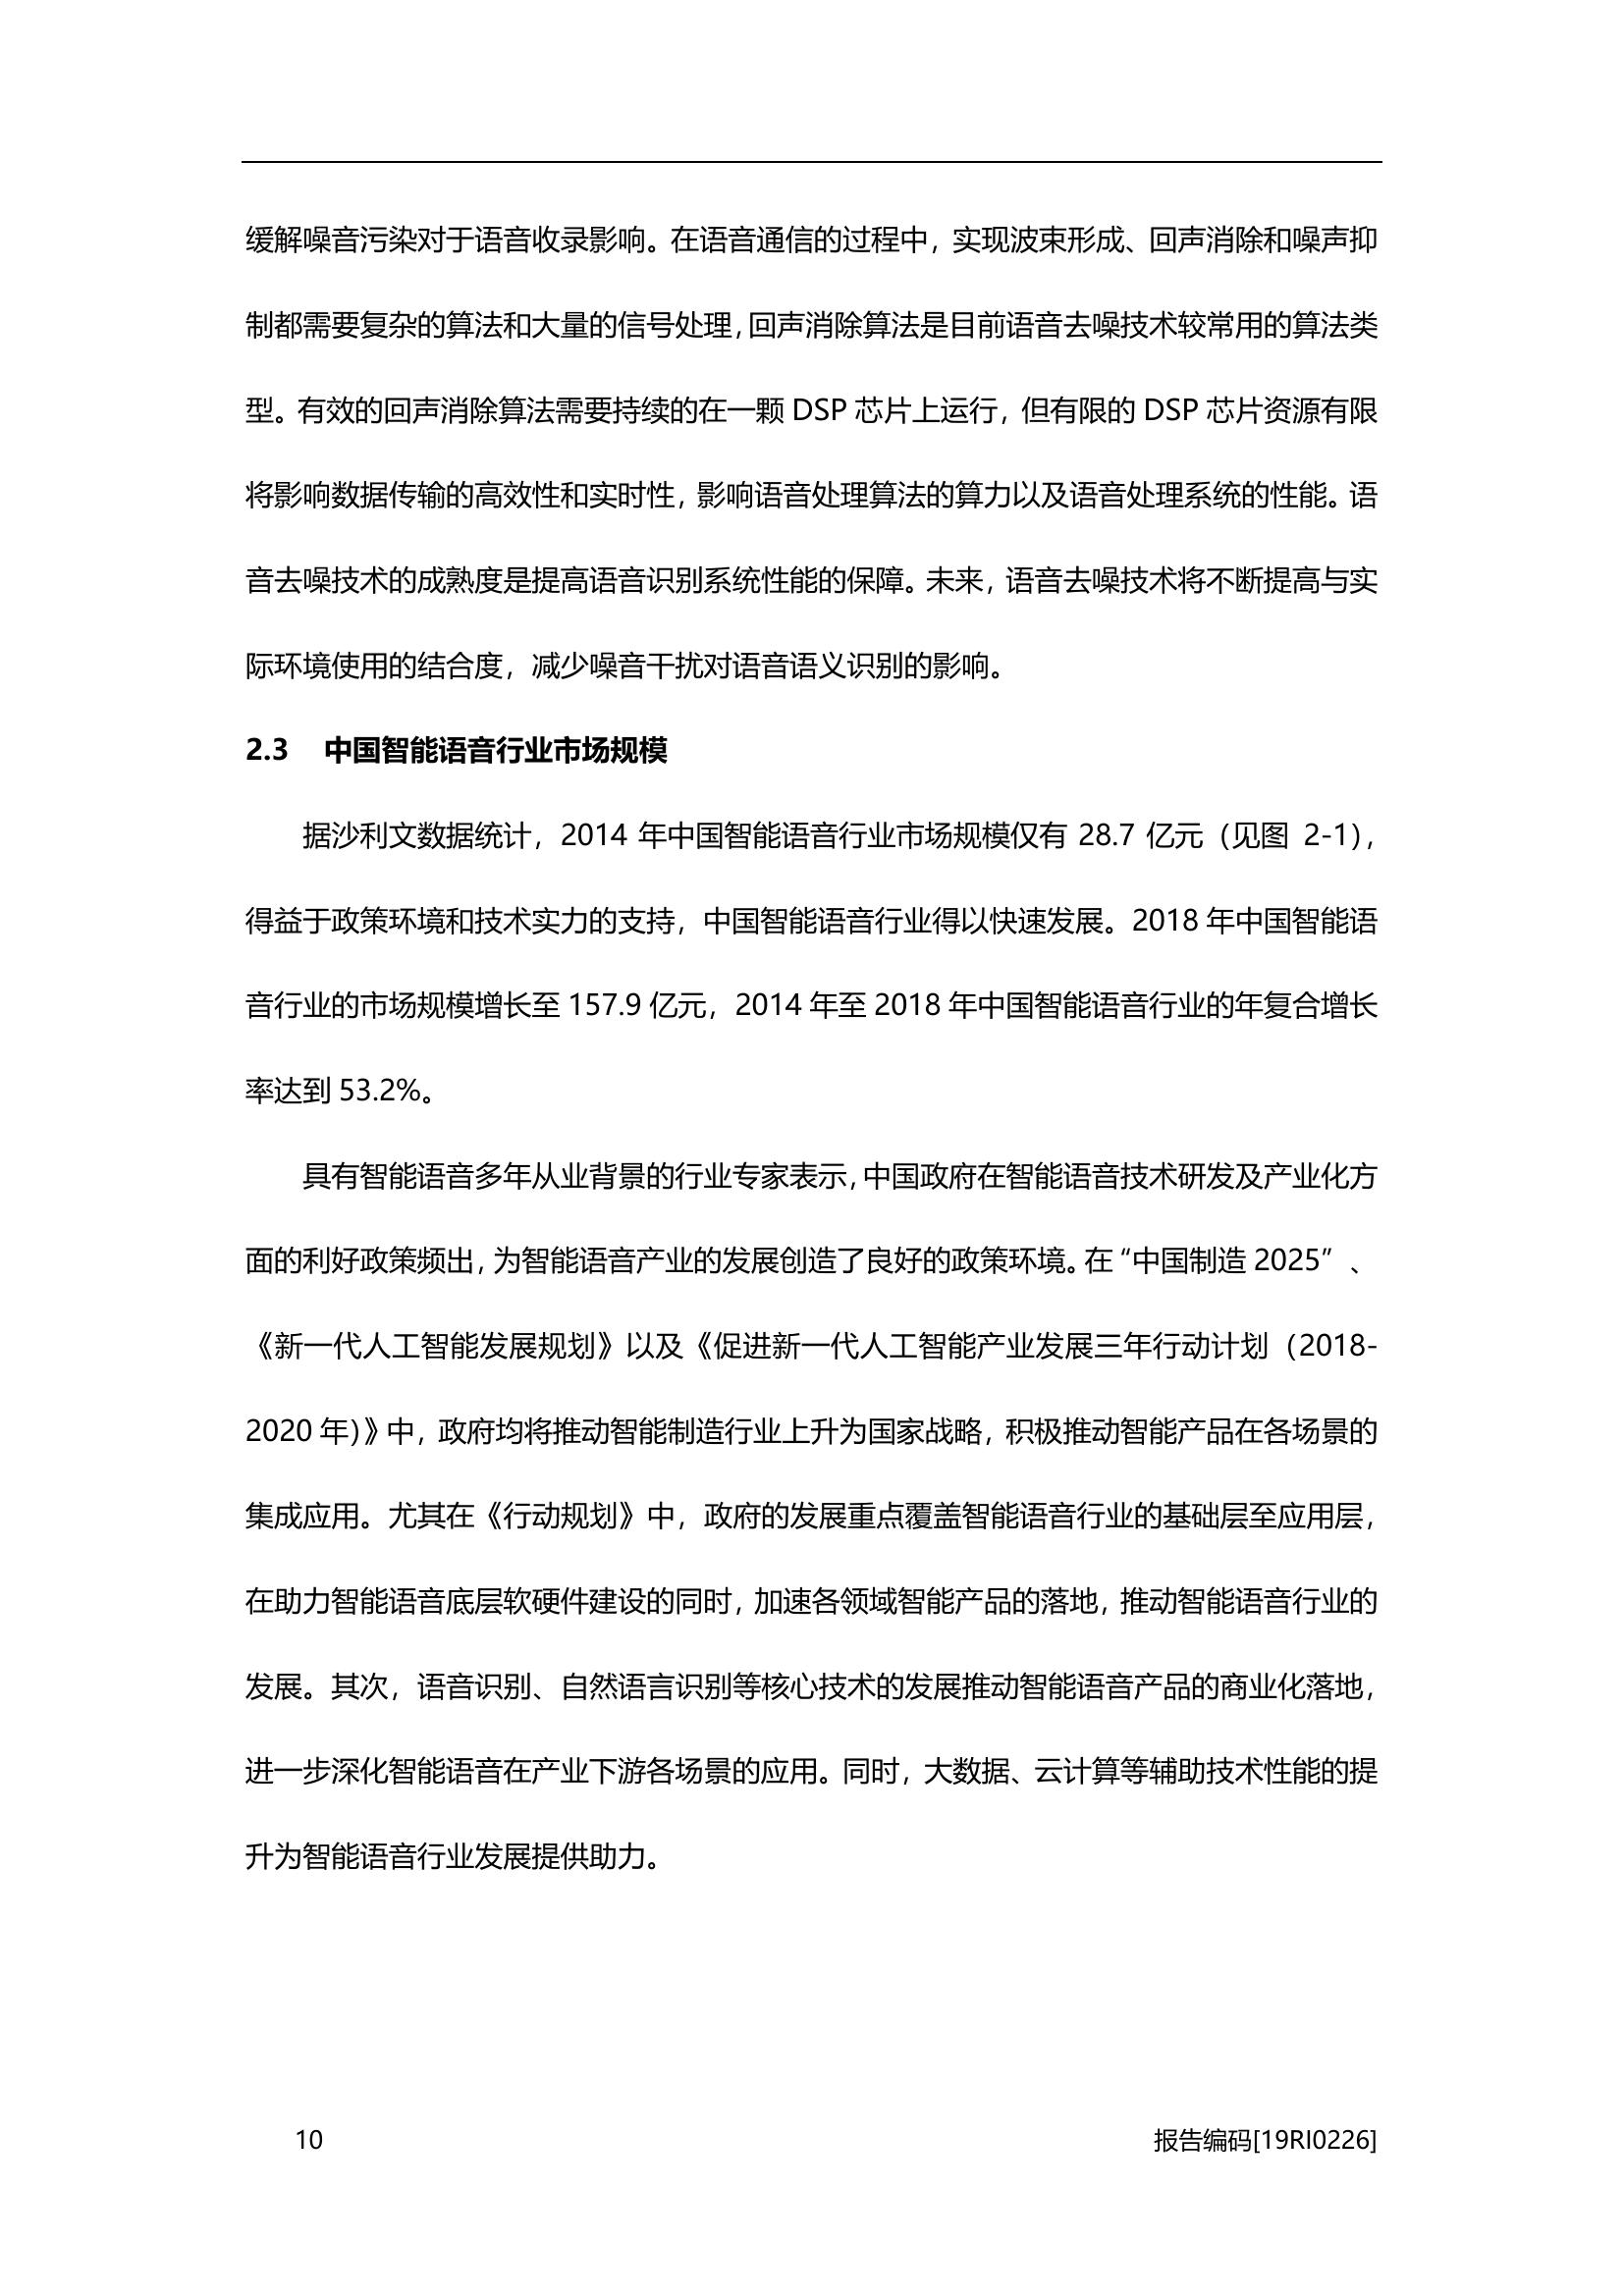 缓解噪音污染对于语音收录影响。在语音通信的过程中，实现波束形成、回声消除和噪声抑
制都需要复杂的算法和大量的信号处理，回声消除算法是目前语音去噪技术较常用的算法类
型。有效的回声消除算法需要持续的在一颗 DSP 芯片上运行，但有限的 DSP 芯片资源有限
将影响数据传输的高效性和实时性，影响语音处理算法的算力以及语音处理系统的性能。语
音去噪技术的成熟度是提高语音识别系统性能的保障。未来，语音去噪技术将不断提高与实
际环境使用的结合度，减少噪音干扰对语音语义识别的影响。
2.3 中国智能语音行业市场规模
据沙利文数据统计，2014 年中国智能语音行业市场规模仅有 28.7 亿元（见图 2-1），
得益于政策环境和技术实力的支持，中国智能语音行业得以快速发展。2018 年中国智能语
音行业的市场规模增长至 157.9 亿元，2014 年至 2018 年中国智能语音行业的年复合增长
率达到 53.2%。
具有智能语音多年从业背景的行业专家表示，中国政府在智能语音技术研发及产业化方
面的利好政策频出，为智能语音产业的发展创造了良好的政策环境。在“中国制造 2025”、
《新一代人工智能发展规划》以及《促进新一代人工智能产业发展三年行动计划（2018-
2020 年）》中，政府均将推动智能制造行业上升为国家战略，积极推动智能产品在各场景的
集成应用。尤其在《行动规划》中，政府的发展重点覆盖智能语音行业的基础层至应用层，
在助力智能语音底层软硬件建设的同时，加速各领域智能产品的落地，推动智能语音行业的
发展。其次，语音识别、自然语言识别等核心技术的发展推动智能语音产品的商业化落地，
进一步深化智能语音在产业下游各场景的应用。同时，大数据、云计算等辅助技术性能的提
升为智能语音行业发展提供助力。
10
报告编码[19RI0226]